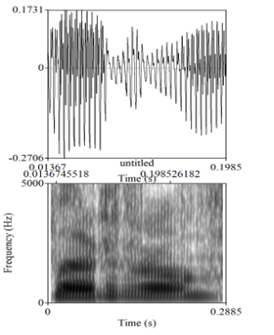 0.1731
0
-0.2706
0.01367 untitled 0.1985
Time (s)
0.0136745518 0.198526182
5000
Frequency (Hz)
0
0 0.2885
Time (s)